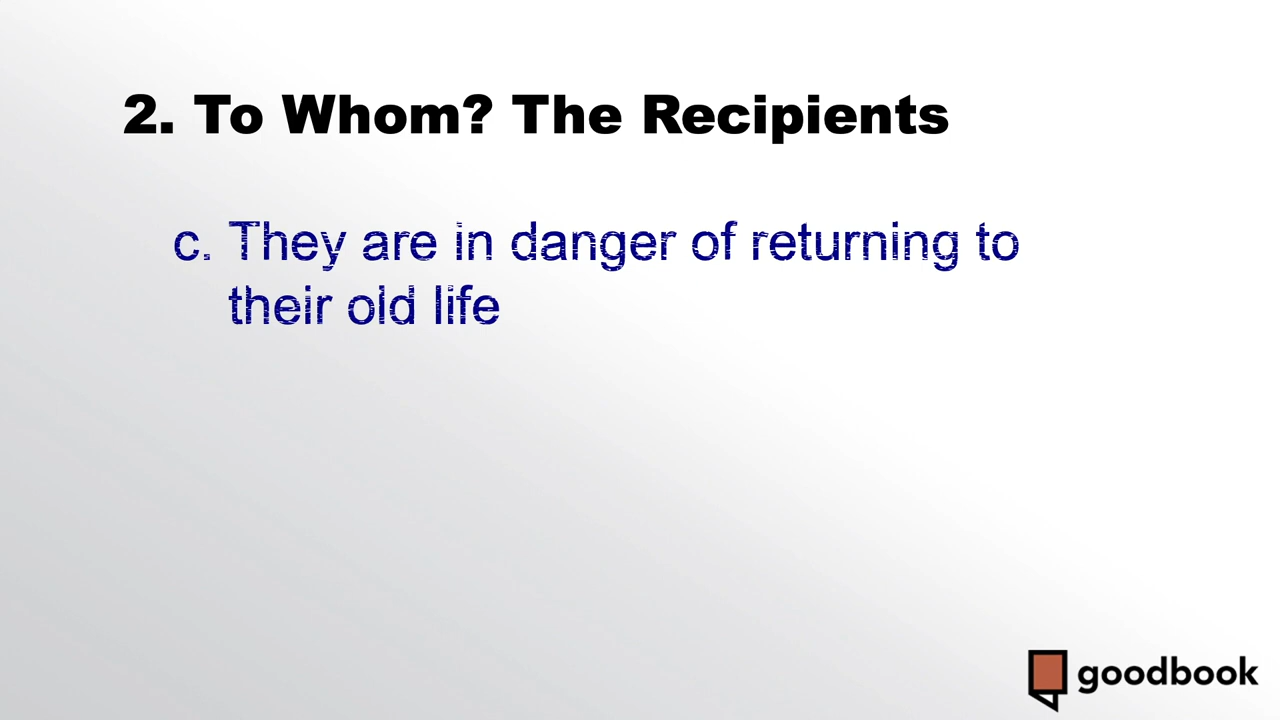 2. To Whom? The Recipients
c. They are in danger of returning to
their old life
goodbook